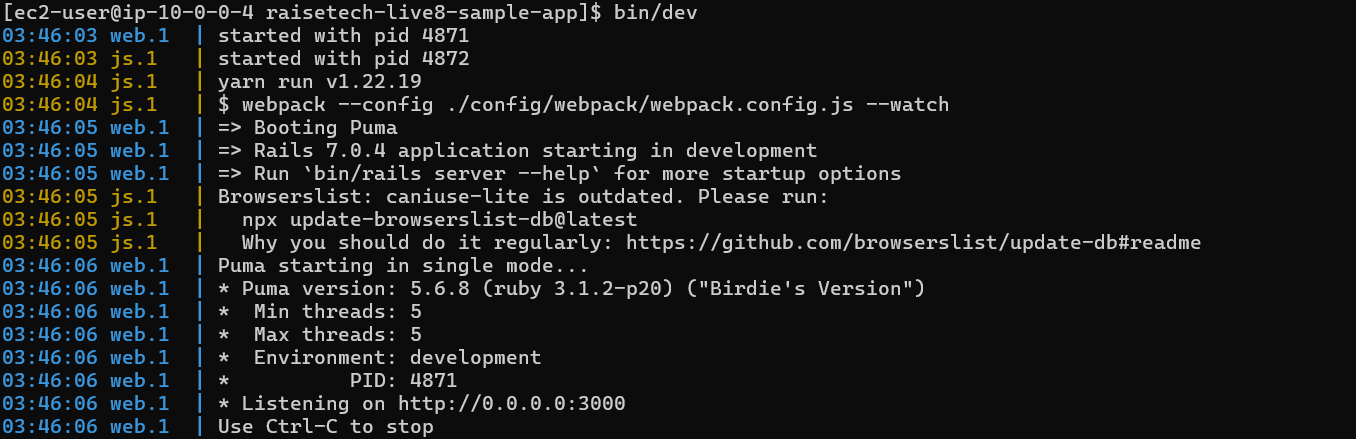 [ec2-user@ip-10-0-0-4 raisetech-live8-sample-app]$ bin/dev
03:46:03 web.1  | started with pid 4871
03:46:03 js.1   | started with pid 4872
03:46:04 js.1   | yarn run v1.22.19
03:46:04 js.1   | $ webpack --config ./config/webpack/webpack.config.js --watch
03:46:05 web.1  | => Booting Puma
03:46:05 web.1  | => Rails 7.0.4 application starting in development
03:46:05 web.1  | => Run `bin/rails server --help` for more startup options
03:46:05 js.1   | Browserslist: caniuse-lite is outdated. Please run:
03:46:05 js.1   |   npx update-browserslist-db@latest
03:46:05 js.1   |   Why you should do it regularly: https://github.com/browserslist/update-db#readme
03:46:06 web.1  | Puma starting in single mode...
03:46:06 web.1  | * Puma version: 5.6.8 (ruby 3.1.2-p20) ("Birdie's Version")
03:46:06 web.1  | *  Min threads: 5
03:46:06 web.1  | *  Max threads: 5
03:46:06 web.1  | *  Environment: development
03:46:06 web.1  | *          PID: 4871
03:46:06 web.1  | * Listening on http://0.0.0.0:3000
03:46:06 web.1  | Use Ctrl-C to stop